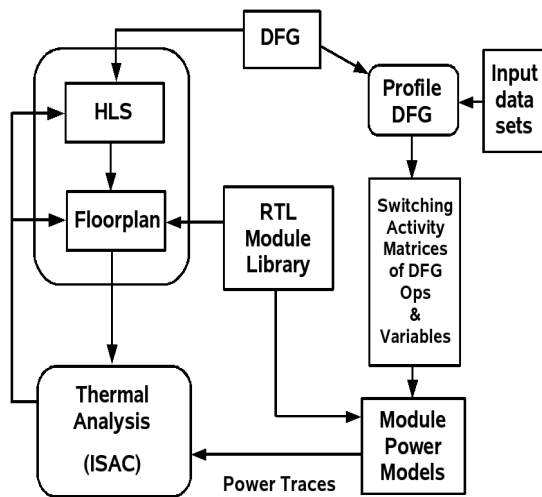 DFG
Profile
DFG
Input
data
sets
HLS
Floorplan
RTL
Module
Library
Switching
Activity
Matrices
of DFG
Ops
&
Variables
Thermal
Analysis
(ISAC)
Module
Power
Models
Power Traces